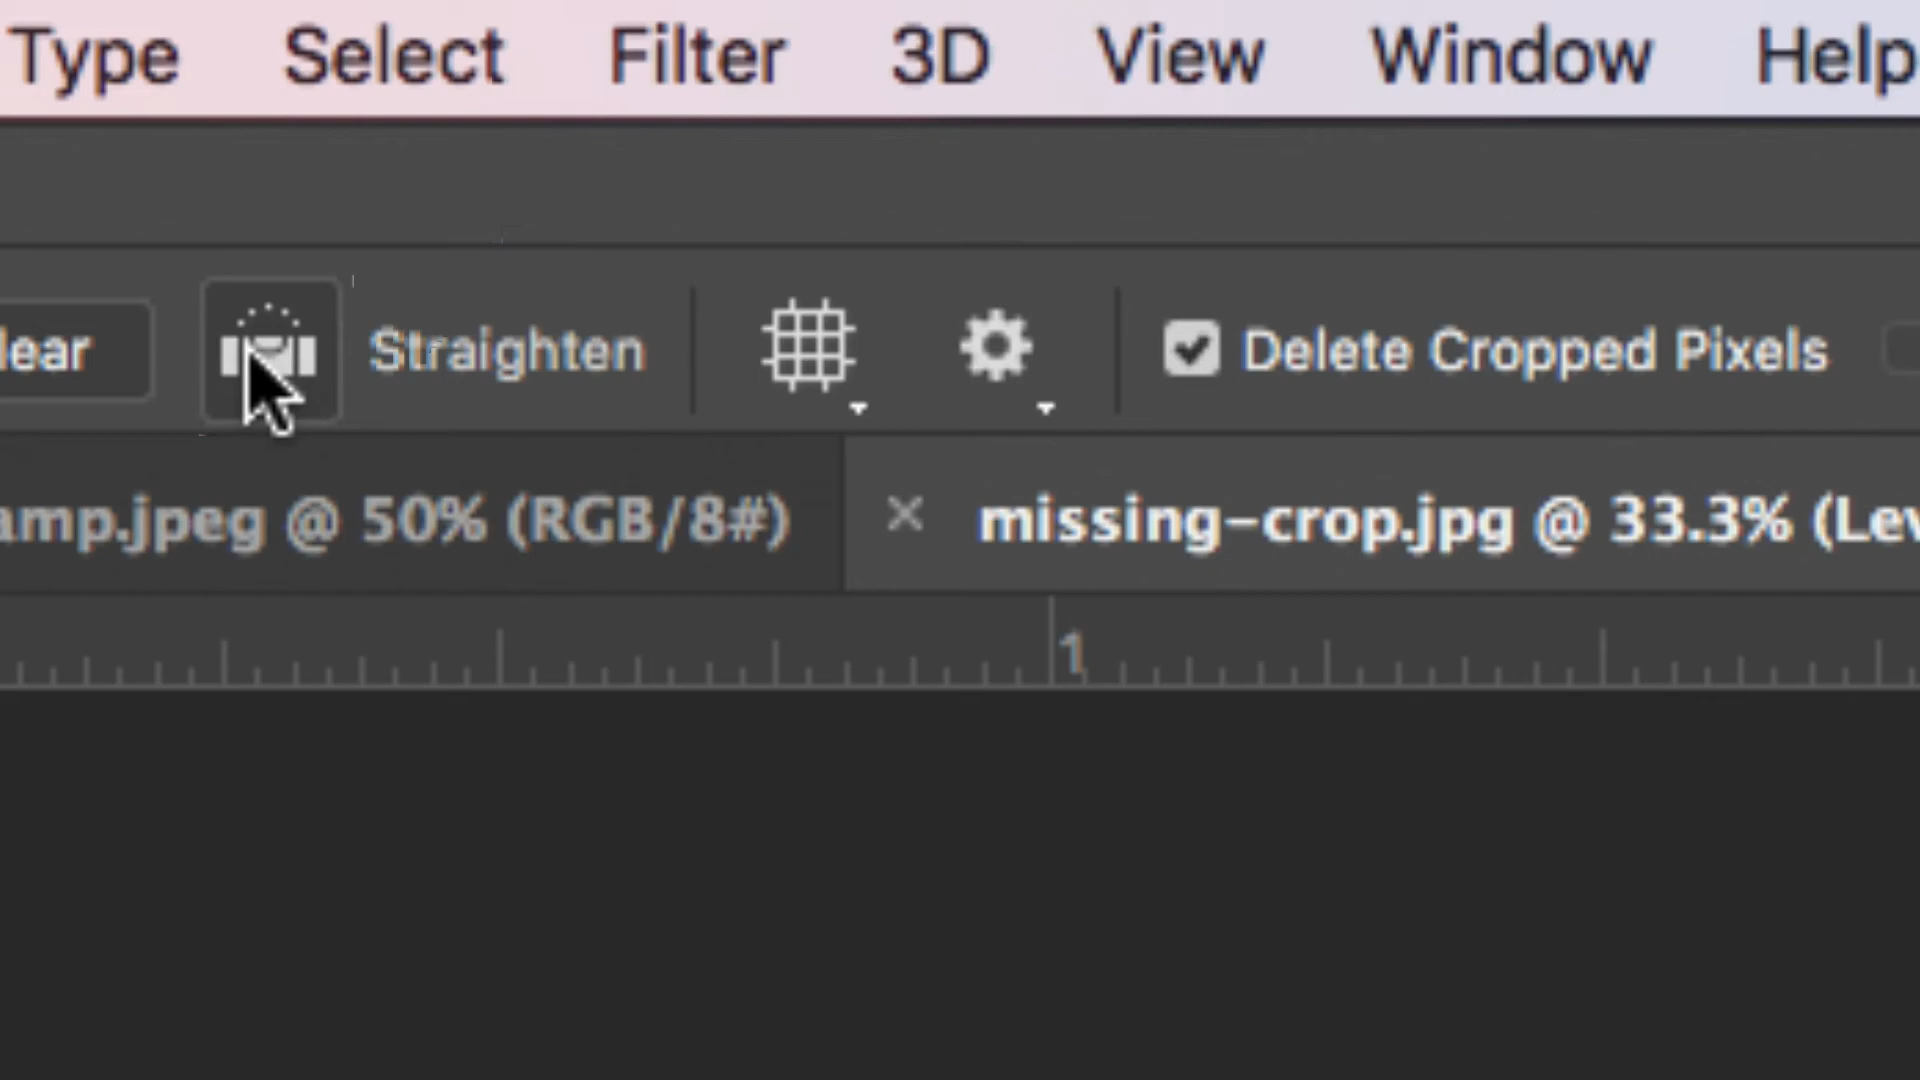 Type Select Filter 3D View Window Help
lear Straighten Delete Cropped Pixels
amp.jpeg @ 50% (RGB/8#) × missing-crop.jpg @ 33.3% (Lev
1